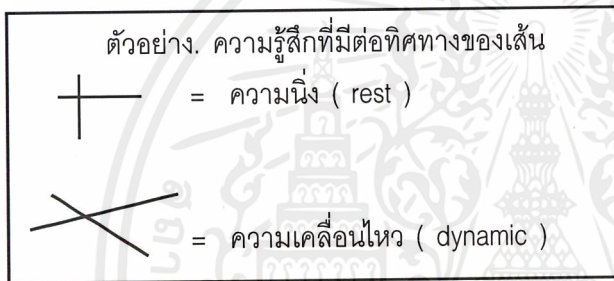 ตัวอย่าง. ความรู้สึกที่มีต่อทิศทางของเส้น
= ความนิ่ง ( rest )
= ความเคลื่อนไหว ( dynamic )